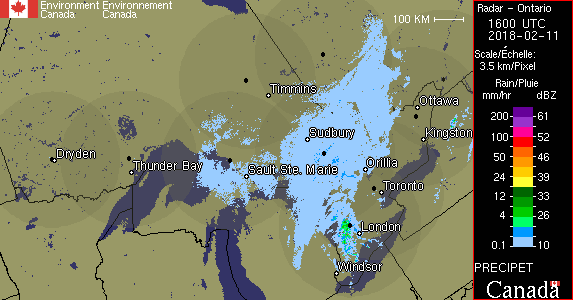 Environment Environnement
Canada Canada
100 KM
Timmins
Ottawa
Sudbury
Kingston
Dryden
Thunder Bay
Sault Ste. Marie
Orillia
Toronto
London
Windsor
Radar - Ontario
1600 UTC
2018-02-11
Scale/Échelle:
3.5 km/Pixel
Rain/Pluie
mm/hr dBZ
200 61
100 52
50 46
24 39
12 33
4 26
0.1 10
PRECIPET
Canada